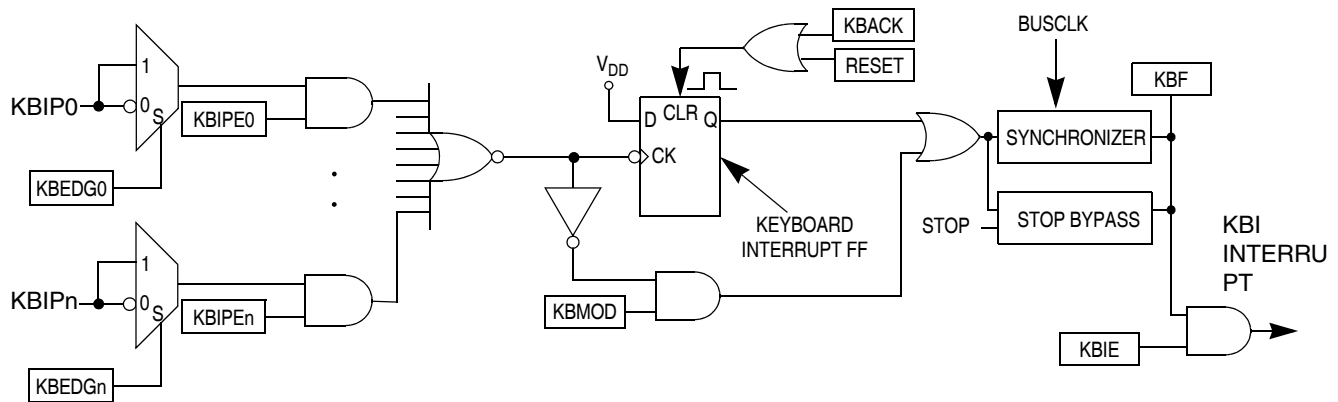 KBACK
RESET
BUSCLK
KBF
VDD
KBIP0
1
0
S
KBIPE0
KBEDG0
D
CLR
Q
CK
SYNCHRONIZER
STOP
STOP BYPASS
KEYBOARD
INTERRUPT FF
KBI
INTERRU
PT
KBIPn
1
0
S
KBIPEn
KBEDGn
KBMOD
KBIE